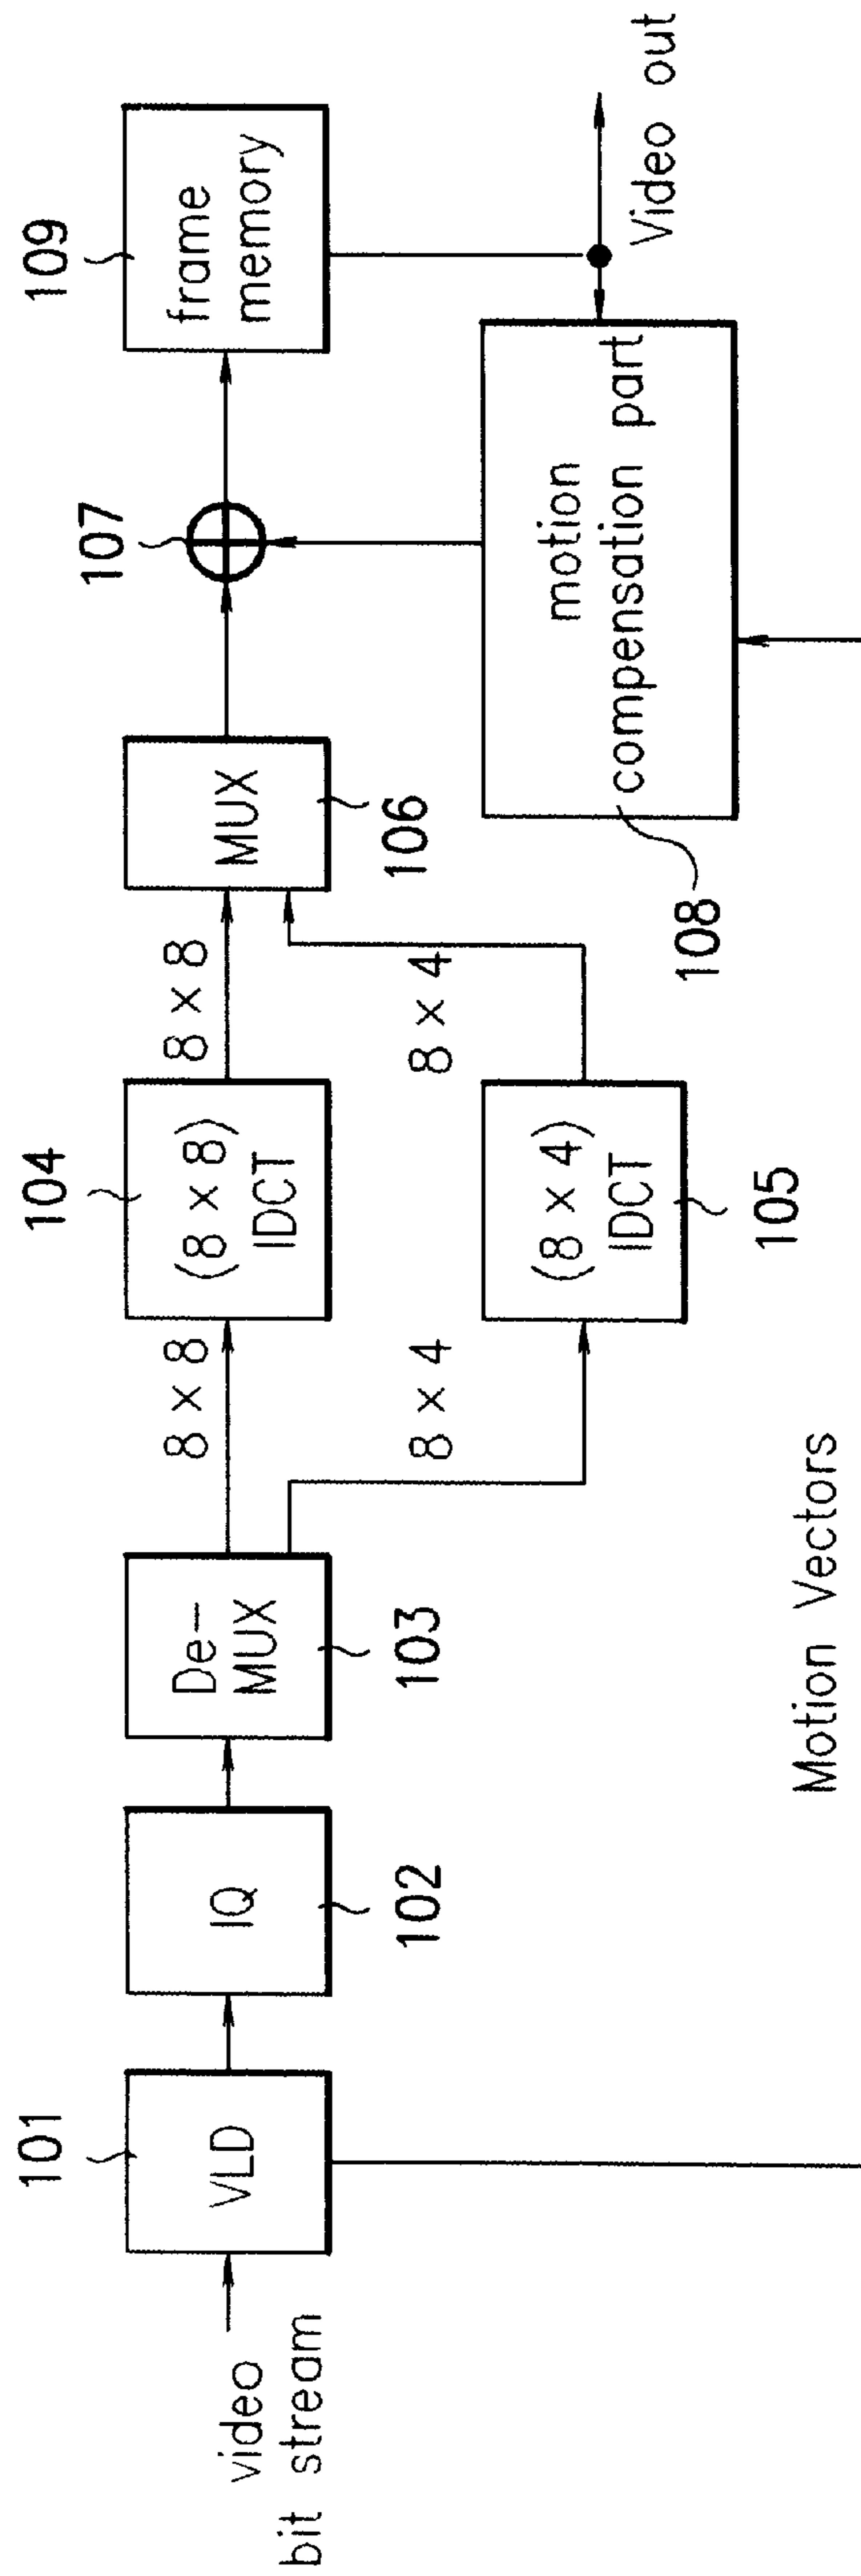 video
bit stream
101
VLD
IQ
102
De-
MUX
103
8 × 8
8 × 4
104
(8 × 8)
IDCT
(8 × 4)
IDCT
105
8 × 8
8 × 4
MUX
106
107
108
motion
compensation part
109
frame
memory
Video out
Motion Vectors